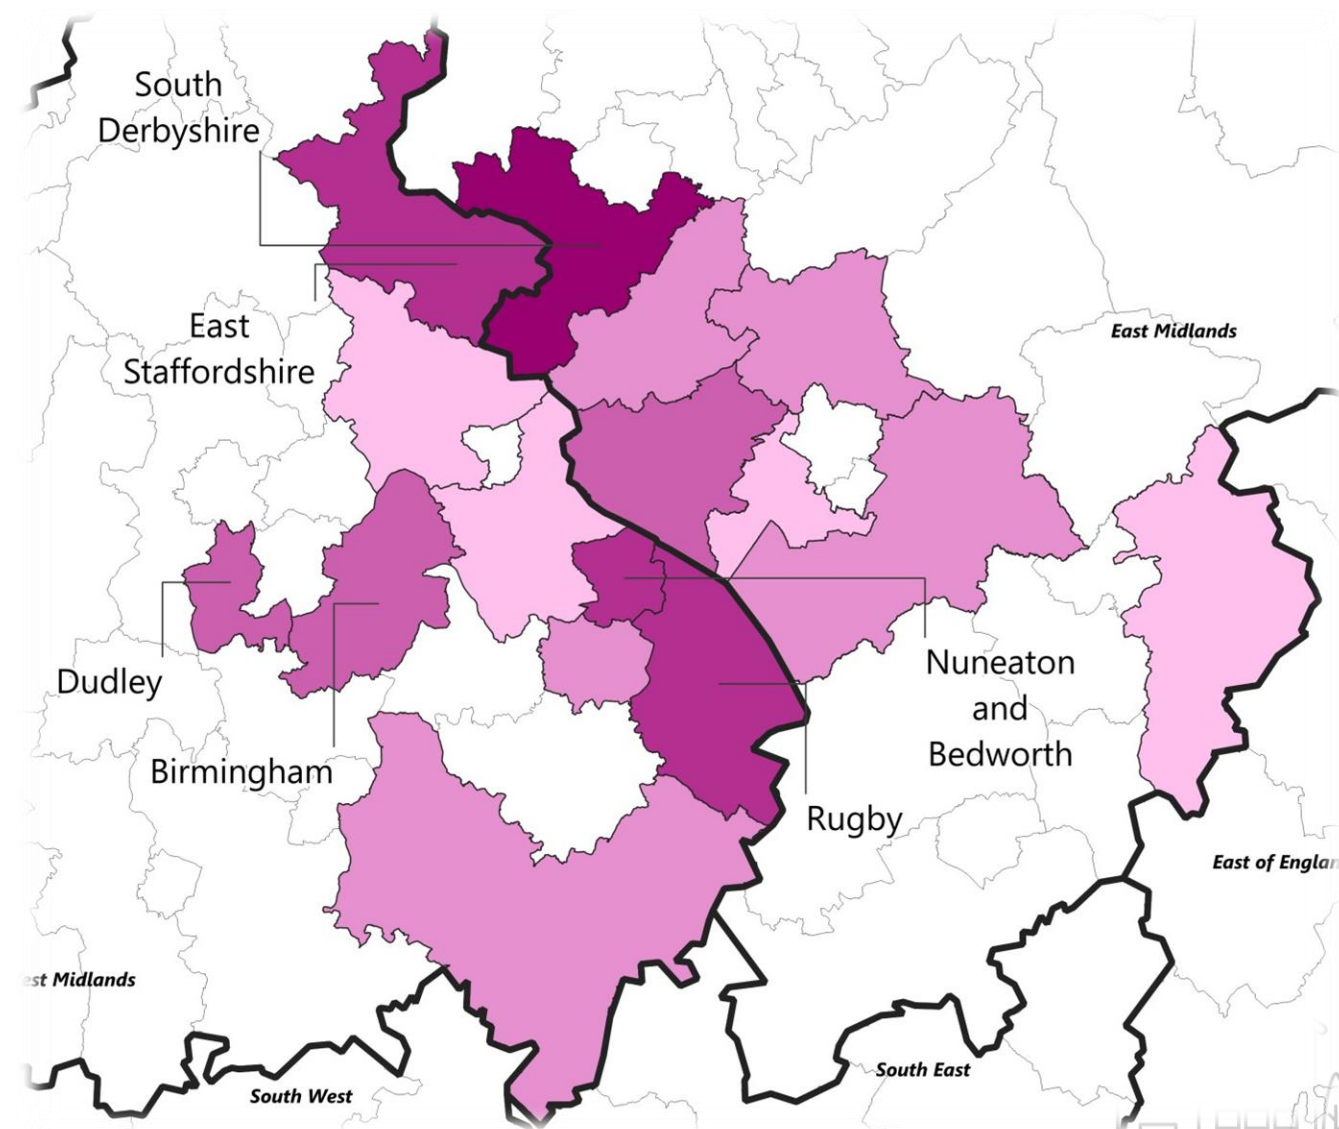 South
Derbyshire
East
Staffordshire
East Midlands
Dudley
Birmingham
Nuneaton
and
Bedworth
Rugby
East of Englan
est Midlands
South East
South West